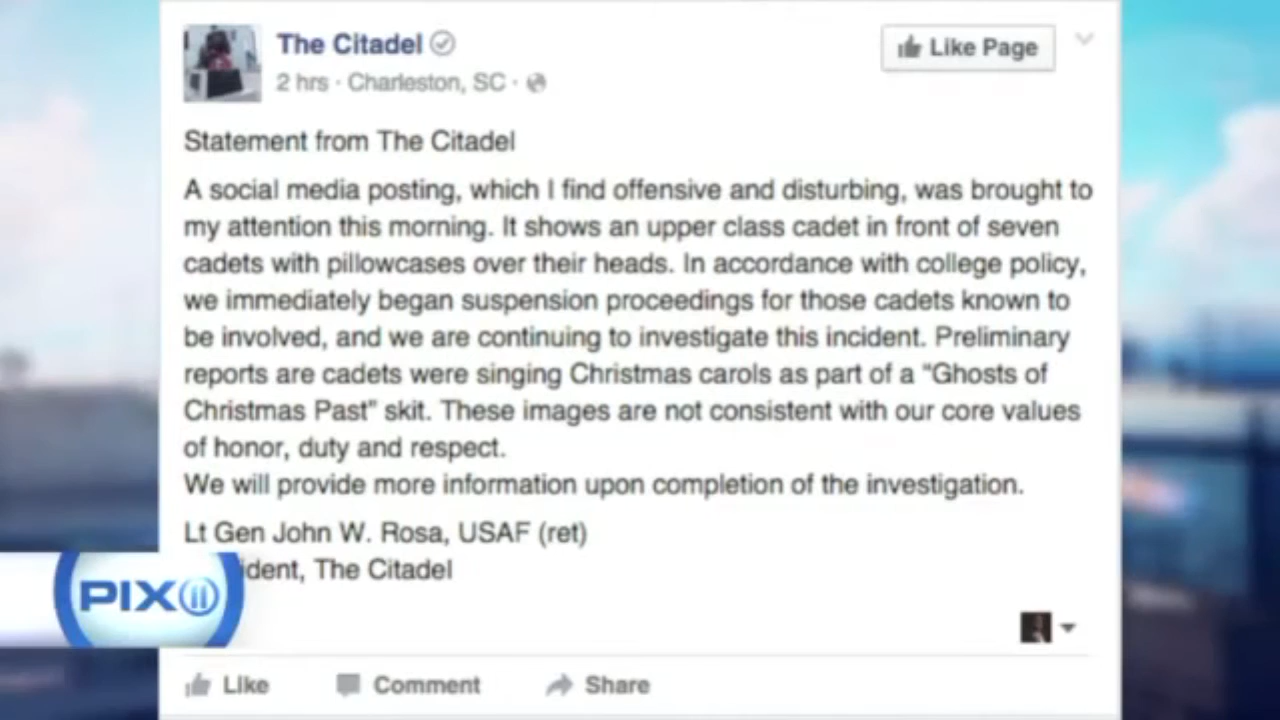 The Citadel
Like Page
2 hrs · Charleston, SC ·
Statement from The Citadel
A social media posting, which I find offensive and disturbing, was brought to
my attention this morning. It shows an upper class cadet in front of seven
cadets with pillowcases over their heads. In accordance with college policy,
we immediately began suspension proceedings for those cadets known to
be involved, and we are continuing to investigate this incident. Preliminary
reports are cadets were singing Christmas carols as part of a "Ghosts of
Christmas Past" skit. These images are not consistent with our core values
of honor, duty and respect.
We will provide more information upon completion of the investigation.
Lt Gen John W. Rosa, USAF (ret)
ident, The Citadel
PIX11
Like Comment Share